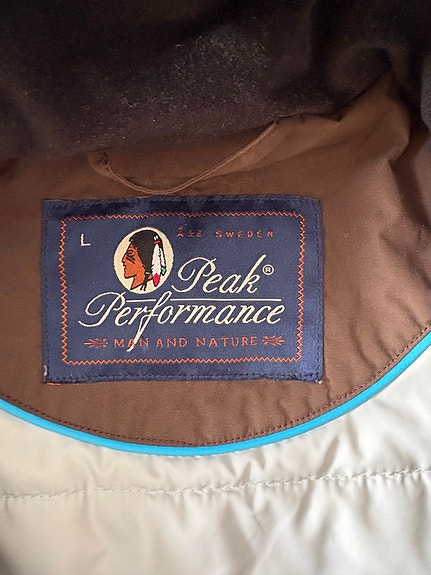 L
ÅRE SWEDEN
Peak®
Performance
MAN AND NATURE